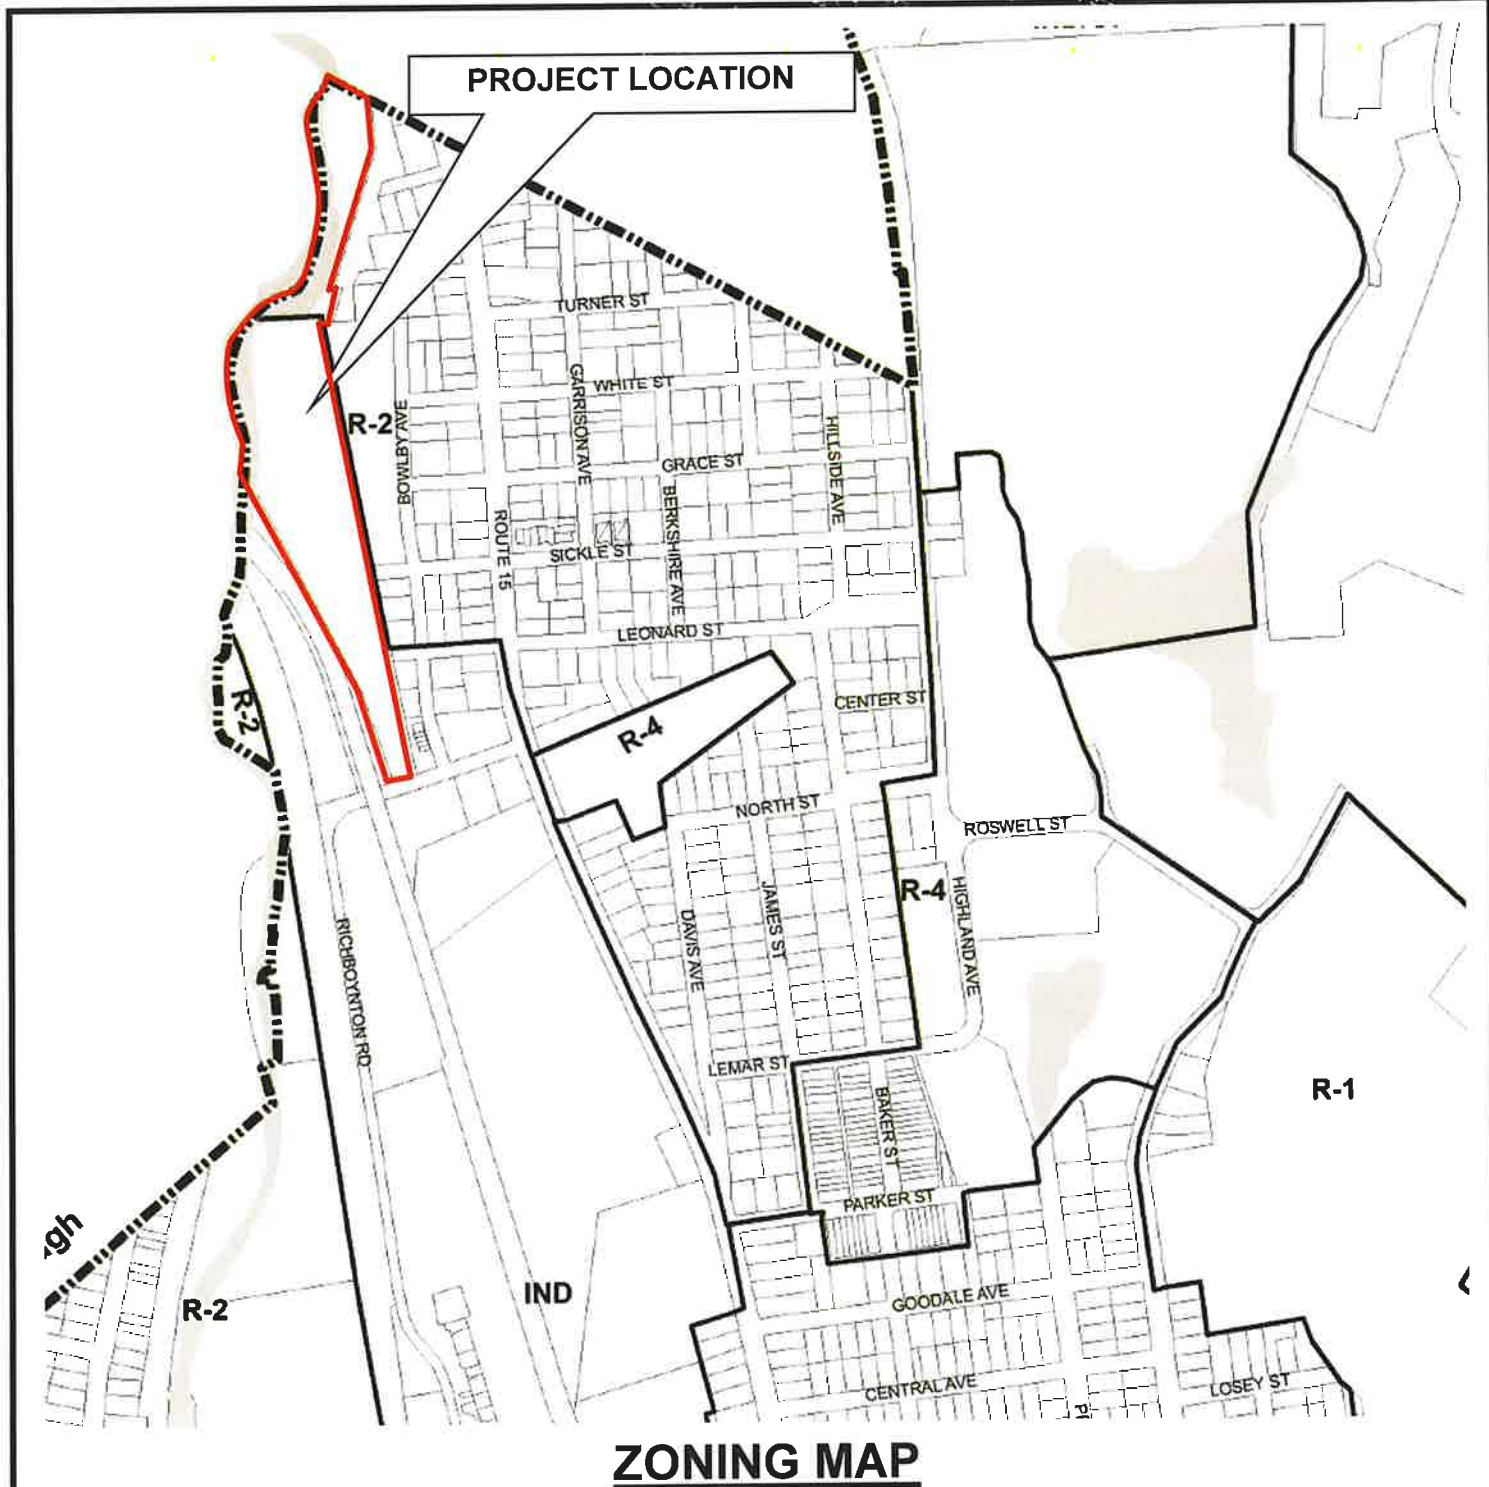 PROJECT LOCATION
TURNER ST
WHITE ST
GARRISON AVE
R-2
BOWLBY AVE
HILLSIDE AVE
GRACE ST
BERKSHIRE AVE
ROUTE 15
SICKLE ST
LEONARD ST
R-2
CENTER ST
R-4
NORTH ST
ROSWELL ST
R-4
HIGHLAND AVE
JAMES ST
DAVIS AVE
RICHBOYNTON RD
LEMAR ST
BAKER ST
R-1
PARKER ST
R-2
IND
GOODALE AVE
CENTRAL AVE
LOSEY ST
ZONING MAP